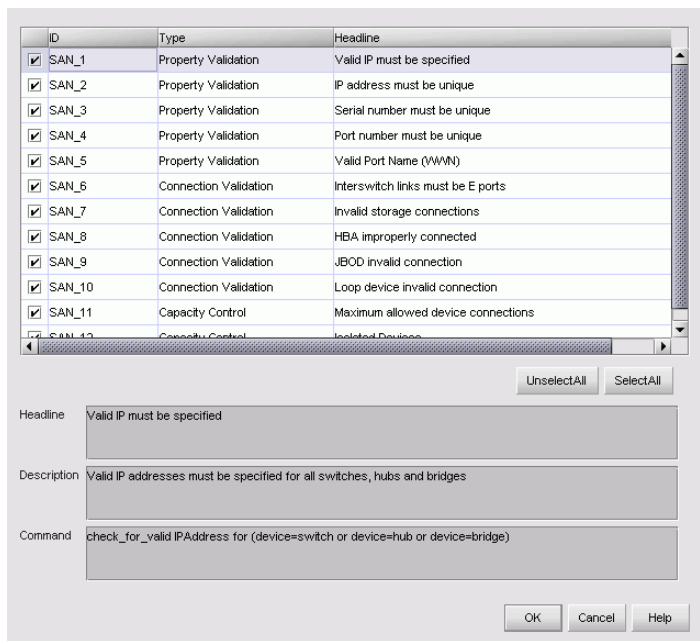 ID Type Headline
SAN_1 Property Validation Valid IP must be specified
SAN_2 Property Validation IP address must be unique
SAN_3 Property Validation Serial number must be unique
SAN_4 Property Validation Port number must be unique
SAN_5 Property Validation Valid Port Name (WWN)
SAN_6 Connection Validation Interswitch links must be E ports
SAN_7 Connection Validation Invalid storage connections
SAN_8 Connection Validation HBA improperly connected
SAN_9 Connection Validation JBOD invalid connection
SAN_10 Connection Validation Loop device invalid connection
SAN_11 Capacity Control Maximum allowed device connections
SAN_12 Capacity Control Isolated Devices
UnselectAll SelectAll
Headline Valid IP must be specified
Description Valid IP addresses must be specified for all switches, hubs and bridges
Command check_for_valid IPAddress for (device=switch or device=hub or device=bridge)
OK Cancel Help